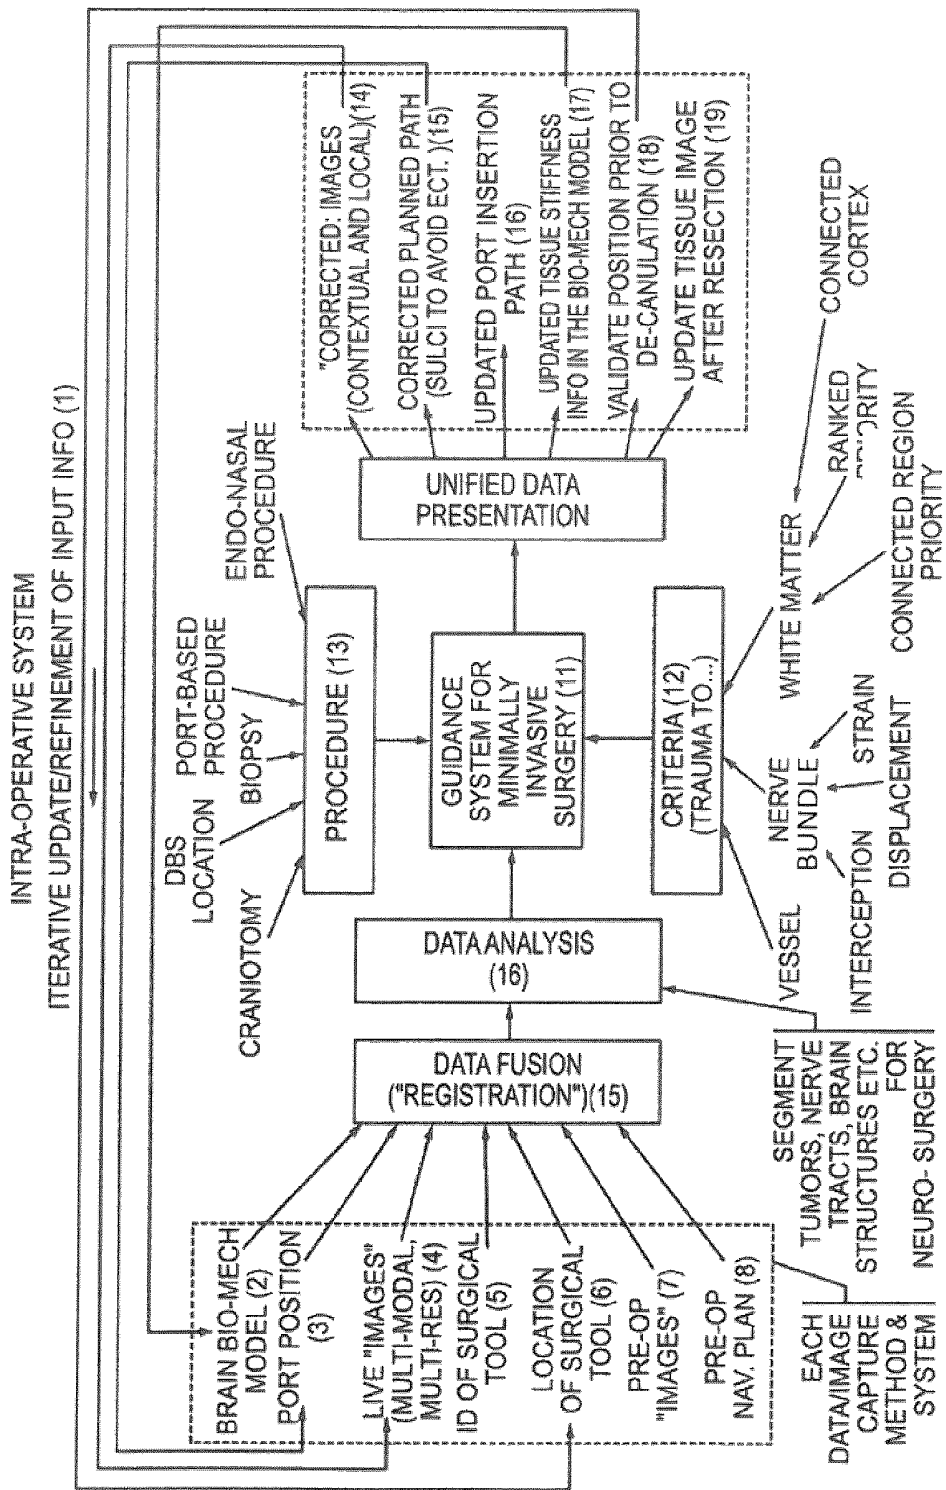 INTRA-OPERATIVE SYSTEM
ITERATIVE UPDATE/REFINEMENT OF INPUT INFO (1)
BRAIN BIO-MECH
MODEL (2)
PORT POSITION
(3)
LIVE "IMAGES"
(MULTI-MODAL,
MULTI-RES) (4)
ID OF SURGICAL
TOOL (5)
LOCATION
OF SURGICAL
TOOL (6)
PRE-OP
"IMAGES" (7)
PRE-OP
NAV. PLAN (8)
EACH
DATA/IMAGE
CAPTURE
METHOD &
SYSTEM
DATA FUSION
("REGISTRATION")(15)
DATA ANALYSIS
(16)
SEGMENT
TUMORS, NERVE
TRACTS, BRAIN
STRUCTURES ETC.
FOR
NEURO- SURGERY
CRANIOTOMY
DBS
LOCATION
BIOPSY
PORT-BASED
PROCEDURE
ENDO-NASAL
PROCEDURE
PROCEDURE (13)
GUIDANCE
SYSTEM FOR
MINIMALLY
INVASIVE
SURGERY (11)
CRITERIA (12)
(TRAUMA TO...)
VESSEL
NERVE
BUNDLE
INTERCEPTION
DISPLACEMENT
STRAIN
WHITE MATTER
CONNECTED REGION
PRIORITY
RANKED
PRIORITY
CONNECTED
CORTEX
UNIFIED DATA
PRESENTATION
"CORRECTED: IMAGES
(CONTEXTUAL AND LOCAL)(14)
CORRECTED PLANNED PATH
(SULCI TO AVOID ECT. )(15)
UPDATED PORT INSERTION
PATH (16)
UPDATED TISSUE STIFFNESS
INFO IN THE BIO-MECH MODEL (17)
VALIDATE POSITION PRIOR TO
DE-CANULATION (18)
UPDATE TISSUE IMAGE
AFTER RESECTION (19)